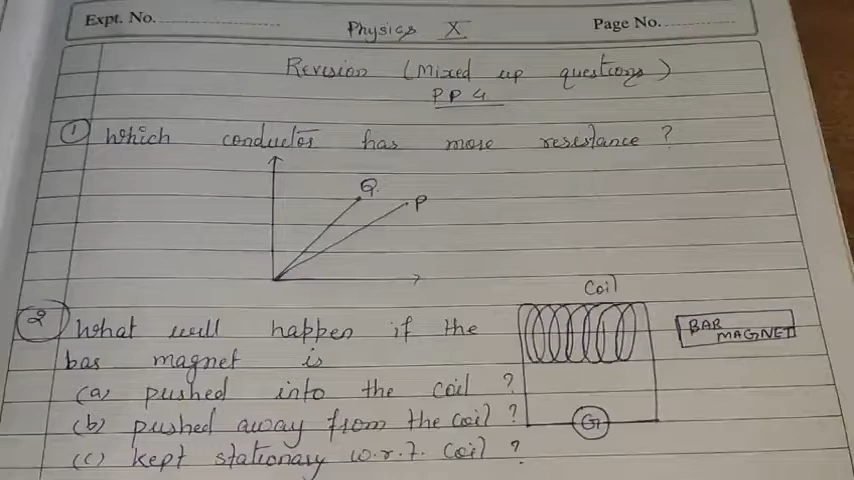 Expt. No.
Physics X
Page No.
Revision (Mixed up questions)
PP4
1 Which conductor has more resistance ?
Q
P
Coil
BAR
MAGNET
2 What will happen if the
bar magnet is
(a) pushed into the coil ?
(b) pushed away from the coil ?
G
(c) kept stationary w.r.t. coil ?